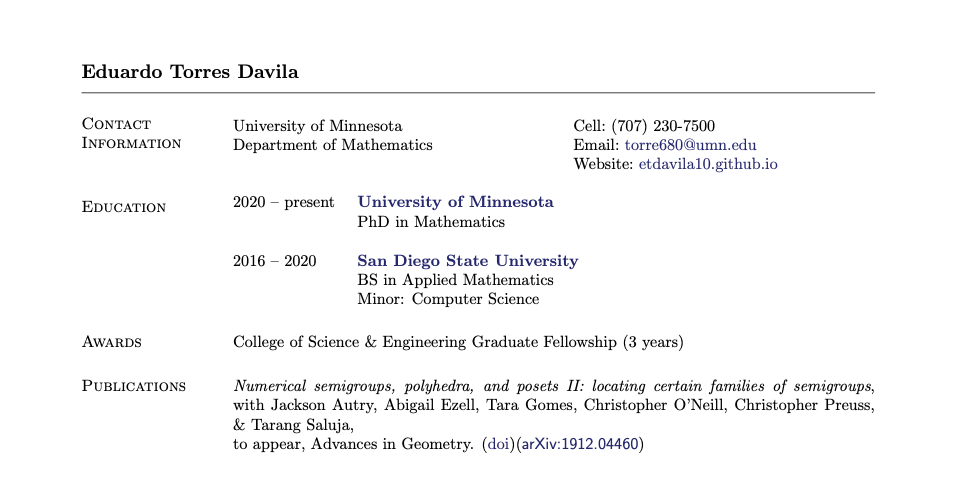 Eduardo Torres Davila
Contact
Information
University of Minnesota
Department of Mathematics
Cell: (707) 230-7500
Email: torre680@umn.edu
Website: etdavila10.github.io
Education
2020 – present
University of Minnesota
PhD in Mathematics
2016 – 2020
San Diego State University
BS in Applied Mathematics
Minor: Computer Science
Awards
College of Science & Engineering Graduate Fellowship (3 years)
Publications
Numerical semigroups, polyhedra, and posets II: locating certain families of semigroups,
with Jackson Autry, Abigail Ezell, Tara Gomes, Christopher O'Neill, Christopher Preuss,
& Tarang Saluja,
to appear, Advances in Geometry. (doi)(arXiv:1912.04460)